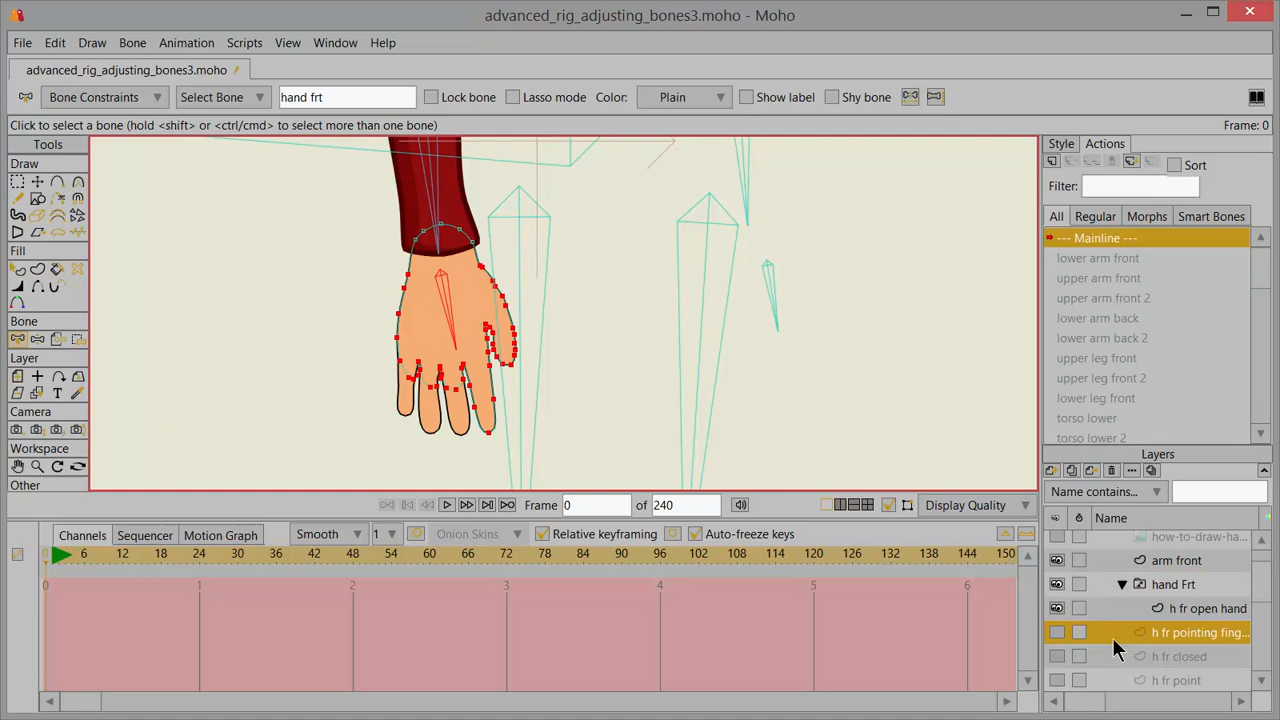 advanced_rig_adjusting_bones3.moho - Moho
File Edit Draw Bone Animation Scripts View Window Help
advanced_rig_adjusting_bones3.moho
Bone Constraints Select Bone hand frt Lock bone Lasso mode Color: Plain Show label Shy bone
Click to select a bone (hold <shift> or <ctrl/cmd> to select more than one bone) Frame: 0
Tools
Draw
Fill
Bone
Layer
Camera
Workspace
Other
Style Actions
Sort
Filter:
All Regular Morphs Smart Bones
--- Mainline ---
lower arm front
upper arm front
upper arm front 2
lower arm back
lower arm back 2
upper leg front
upper leg front 2
lower leg front
torso lower
torso lower 2
Layers
Name contains...
Name
how-to-draw-ha...
arm front
hand Frt
h fr open hand
h fr pointing fing...
h fr closed
h fr point
Frame 0 of 240 Display Quality
Channels Sequencer Motion Graph Smooth 1 Onion Skins Relative keyframing Auto-freeze keys
0 6 12 18 24 30 36 42 48 54 60 66 72 78 84 90 96 102 108 114 120 126 132 138 144 150
0 1 2 3 4 5 6